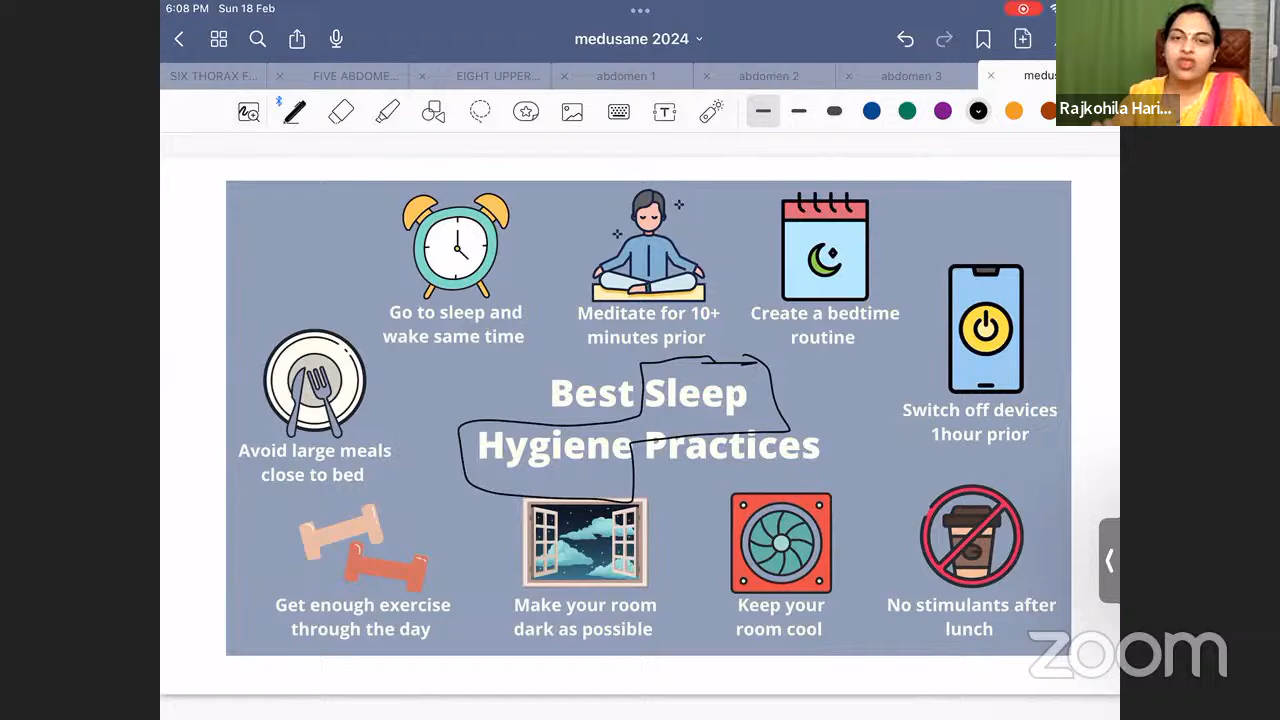 6:08 PM Sun 18 Feb
medusane 2024
SIX THORAX F...
FIVE ABDOME...
EIGHT UPPER...
abdomen 1
abdomen 2
abdomen 3
medus
Rajkohila Hari...
Go to sleep and
wake same time
Meditate for 10+
minutes prior
Create a bedtime
routine
Switch off devices
1hour prior
Best Sleep
Hygiene Practices
Avoid large meals
close to bed
Get enough exercise
through the day
Make your room
dark as possible
Keep your
room cool
No stimulants after
lunch
zoom